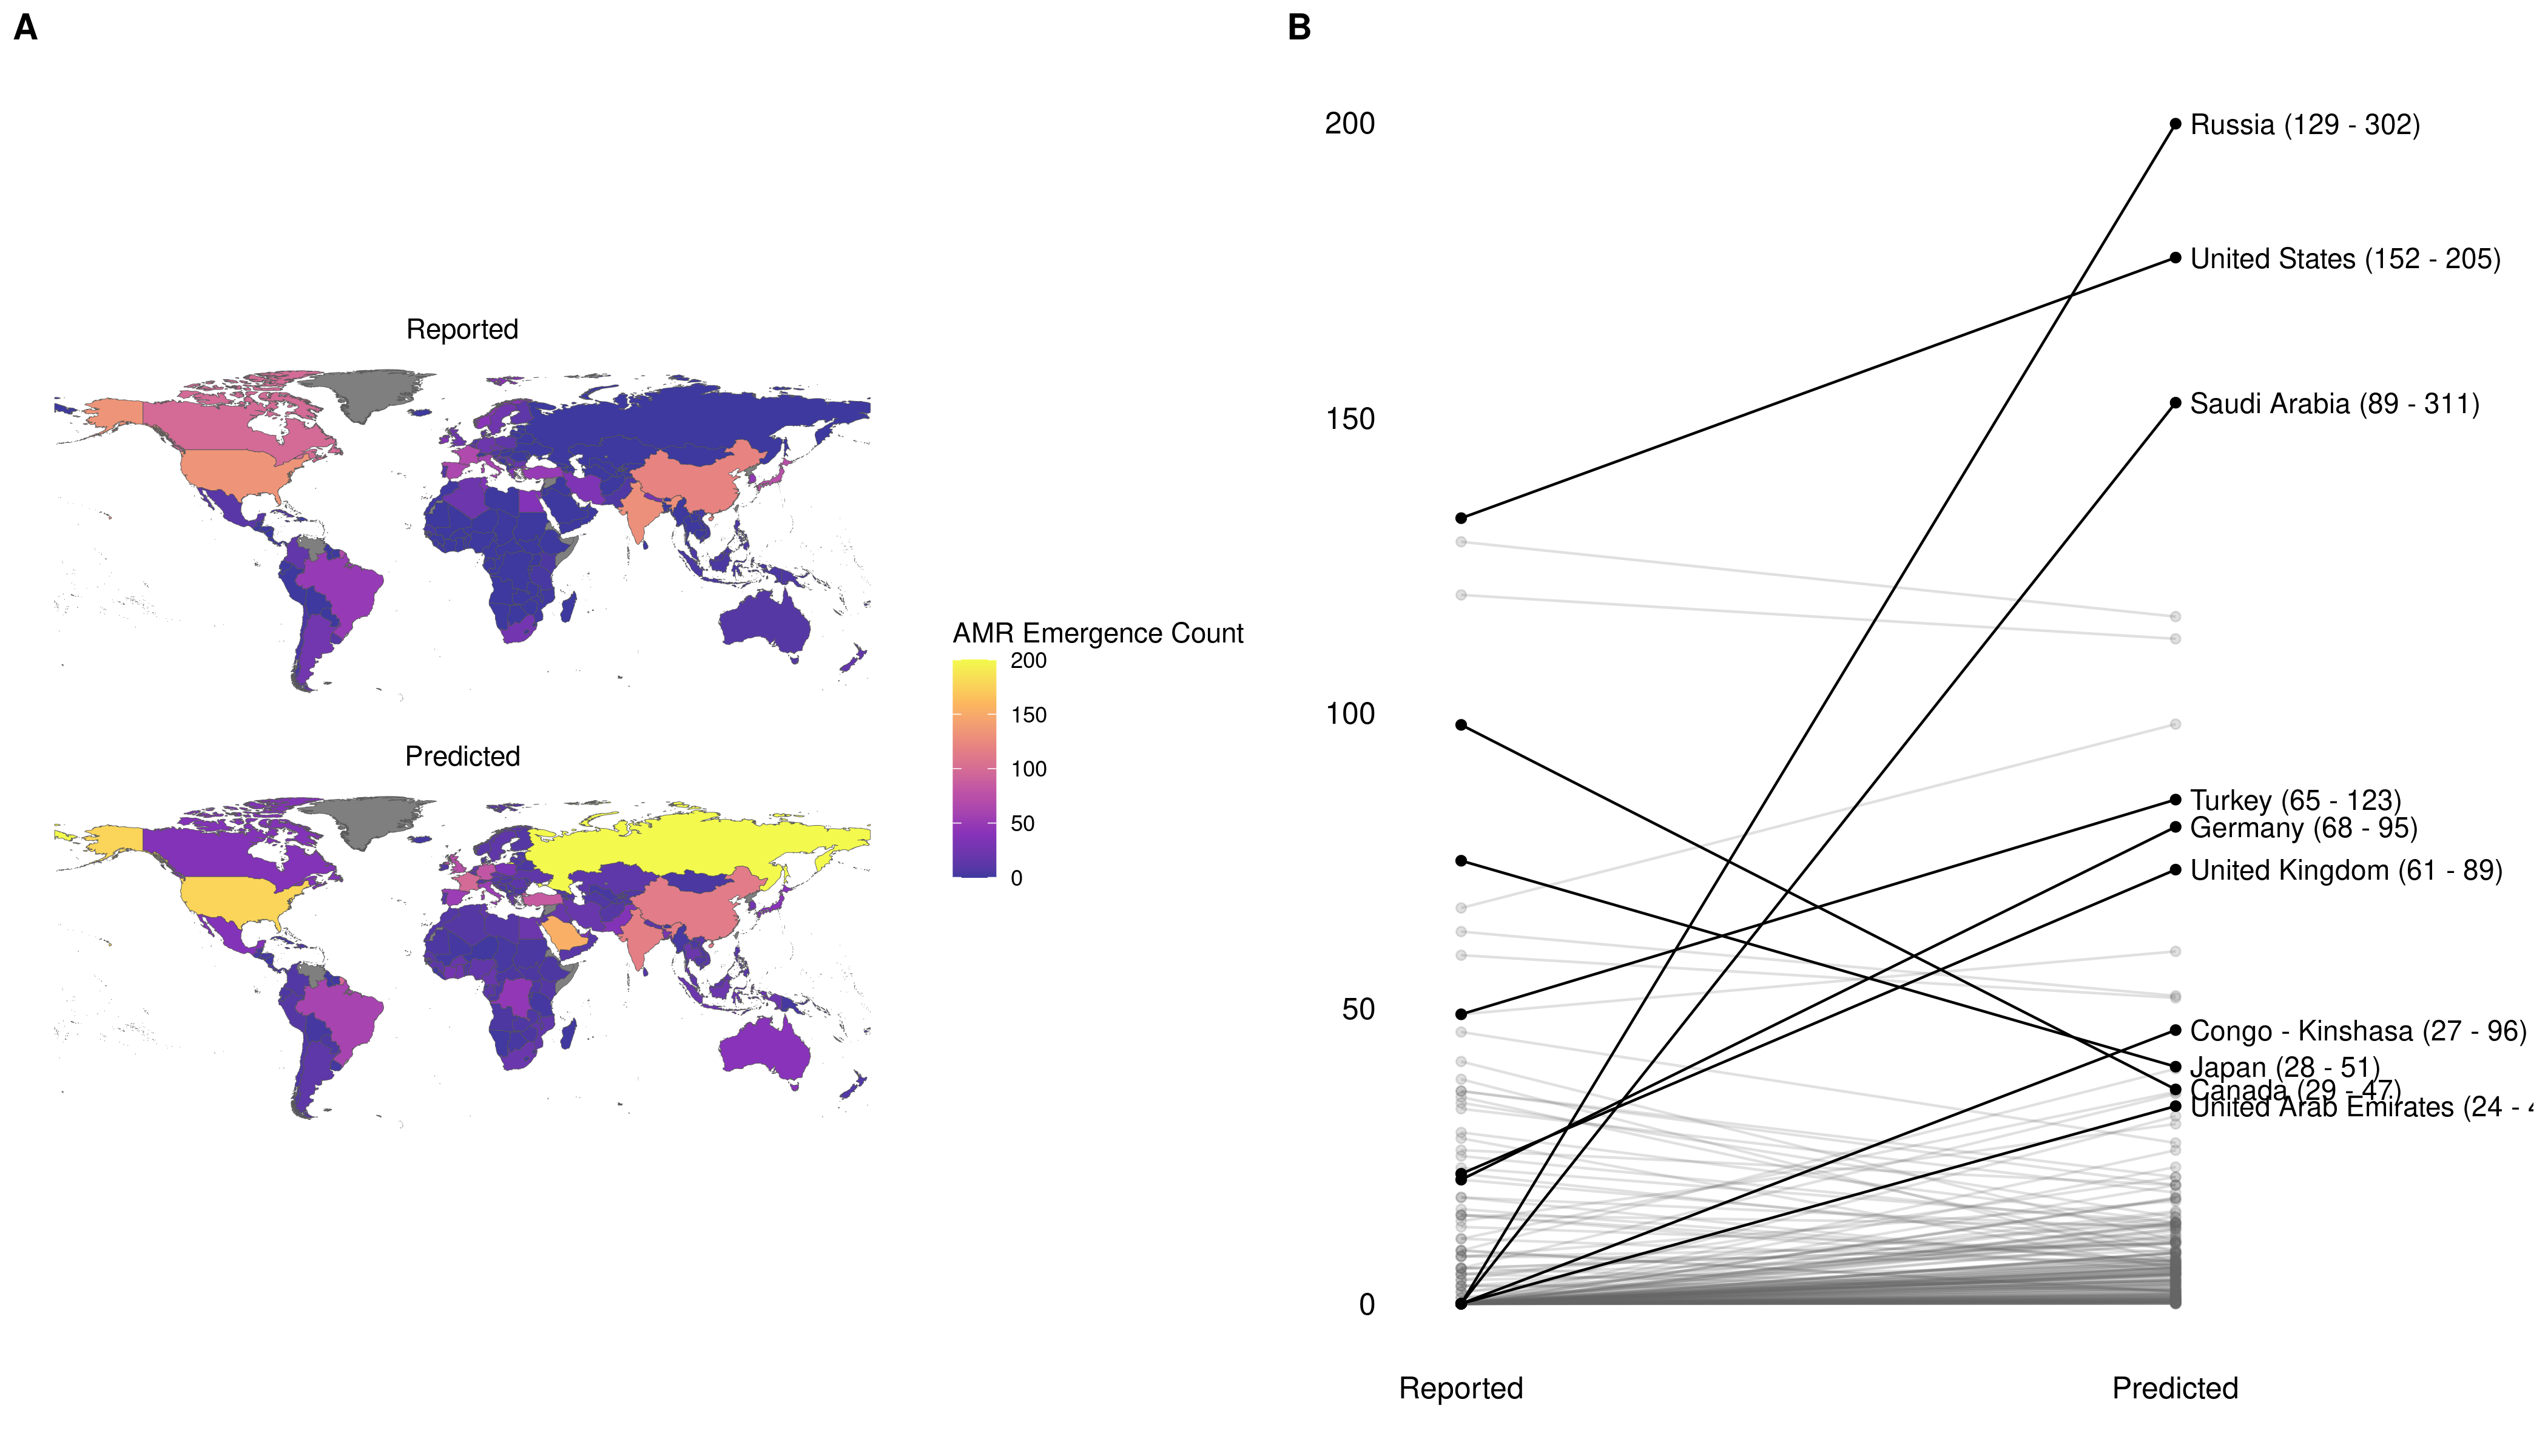 A
Reported
Predicted
AMR Emergence Count
200
150
100
50
0
B
200
150
100
50
0
Russia (129 - 302)
United States (152 - 205)
Saudi Arabia (89 - 311)
Turkey (65 - 123)
Germany (68 - 95)
United Kingdom (61 - 89)
Congo - Kinshasa (27 - 96)
Japan (28 - 51)
Canada (29 - 47)
United Arab Emirates (24 -
Reported
Predicted